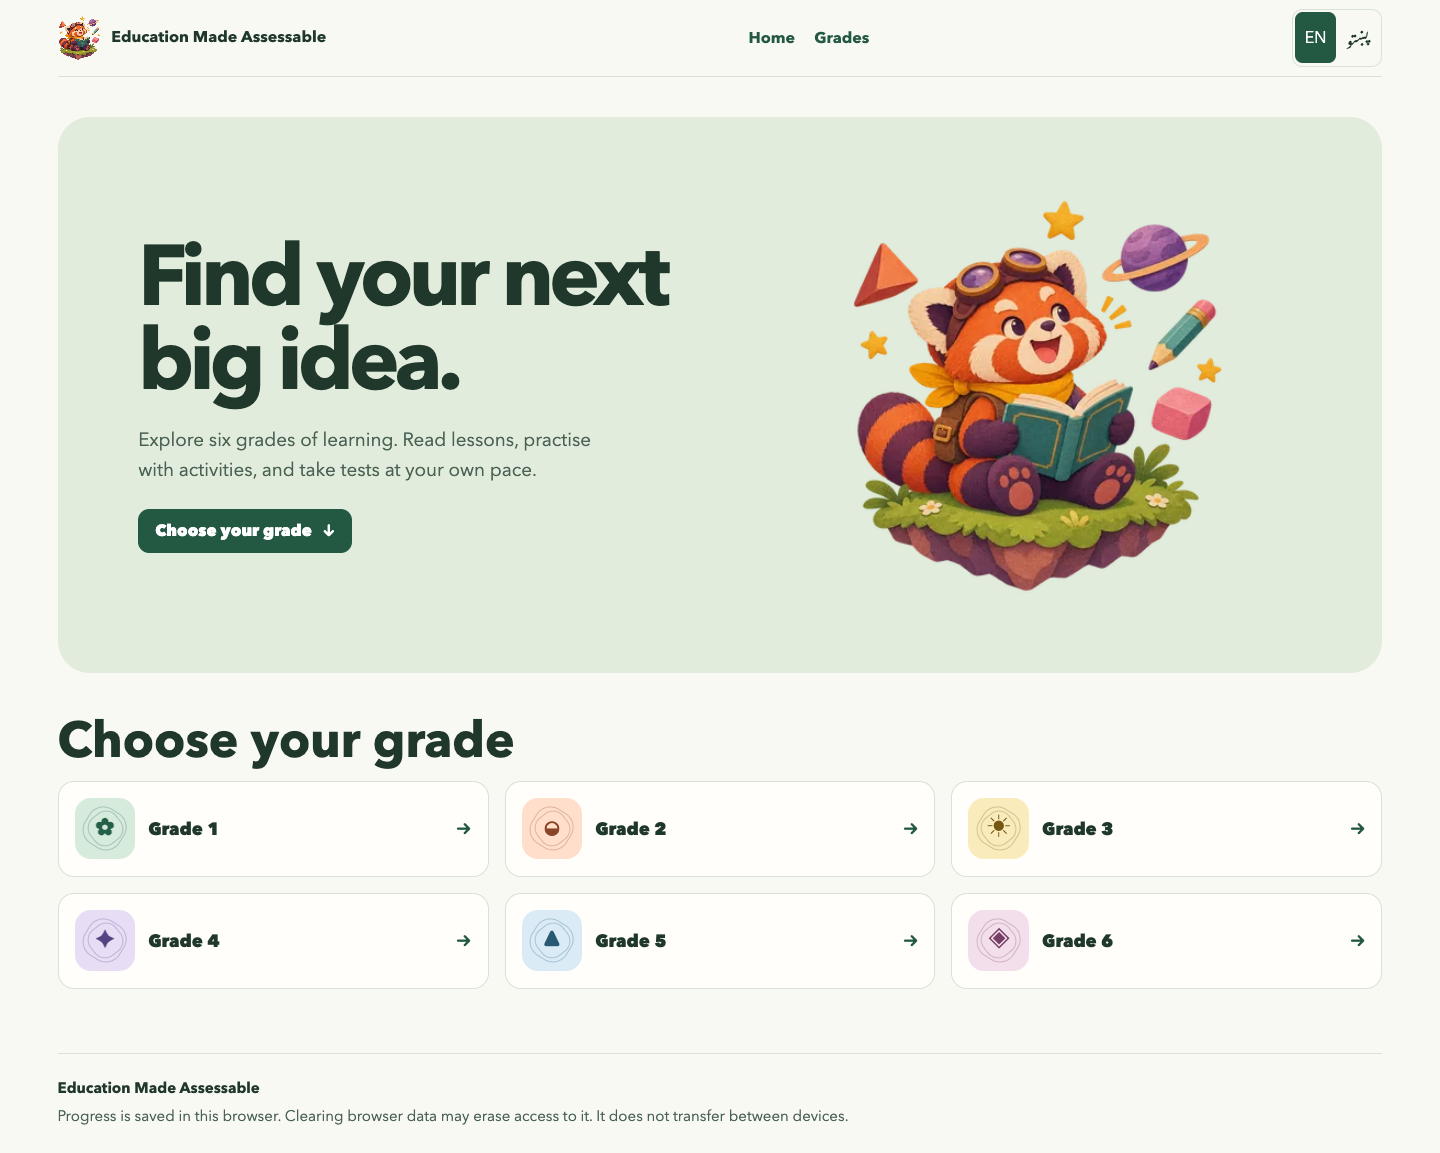 Education Made Assessable
Home
Grades
EN
پښتو
Find your next
big idea.
Explore six grades of learning. Read lessons, practise
with activities, and take tests at your own pace.
Choose your grade ↓
Choose your grade
Grade 1 →
Grade 2 →
Grade 3 →
Grade 4 →
Grade 5 →
Grade 6 →
Education Made Assessable
Progress is saved in this browser. Clearing browser data may erase access to it. It does not transfer between devices.